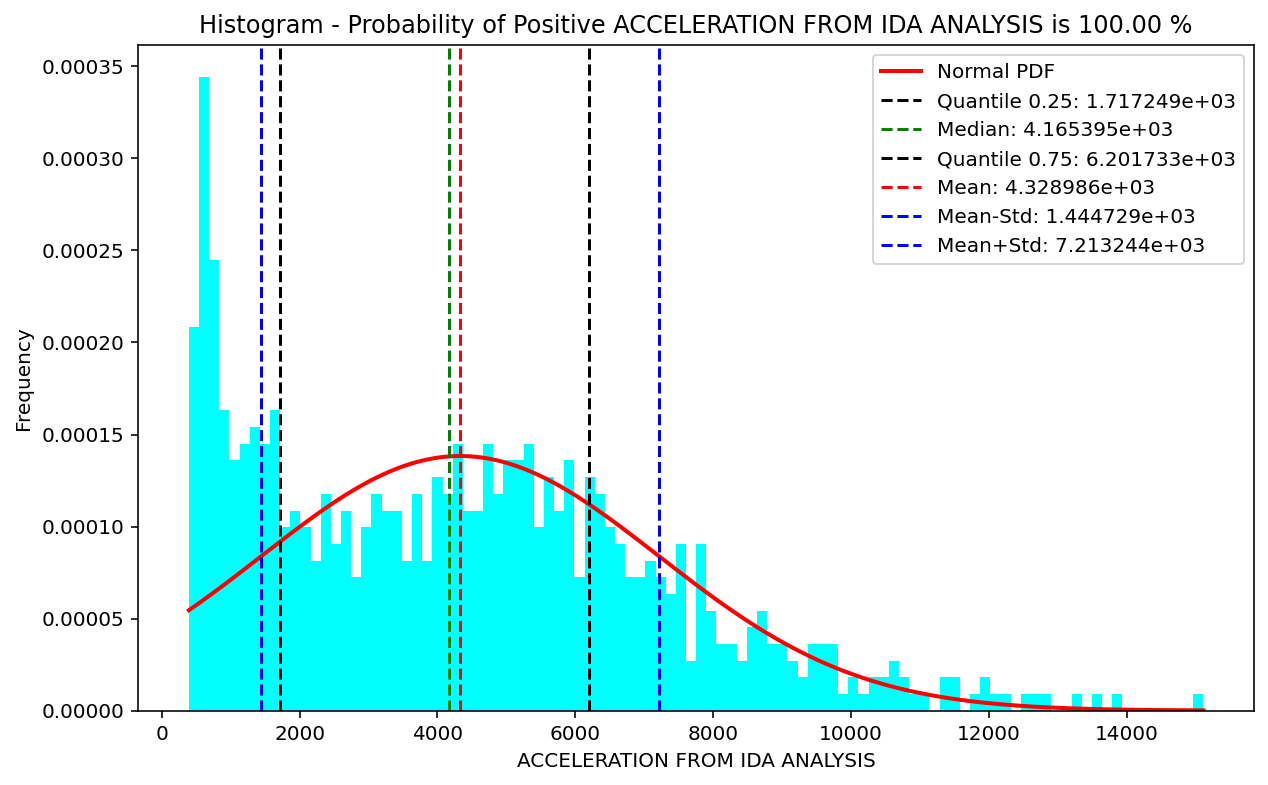 Histogram - Probability of Positive ACCELERATION FROM IDA ANALYSIS is 100.00 %
Normal PDF
Quantile 0.25: 1.717249e+03
Median: 4.165395e+03
Quantile 0.75: 6.201733e+03
Mean: 4.328986e+03
Mean-Std: 1.444729e+03
Mean+Std: 7.213244e+03
Frequency
0.00035
0.00030
0.00025
0.00020
0.00015
0.00010
0.00005
0.00000
0 2000 4000 6000 8000 10000 12000 14000
ACCELERATION FROM IDA ANALYSIS